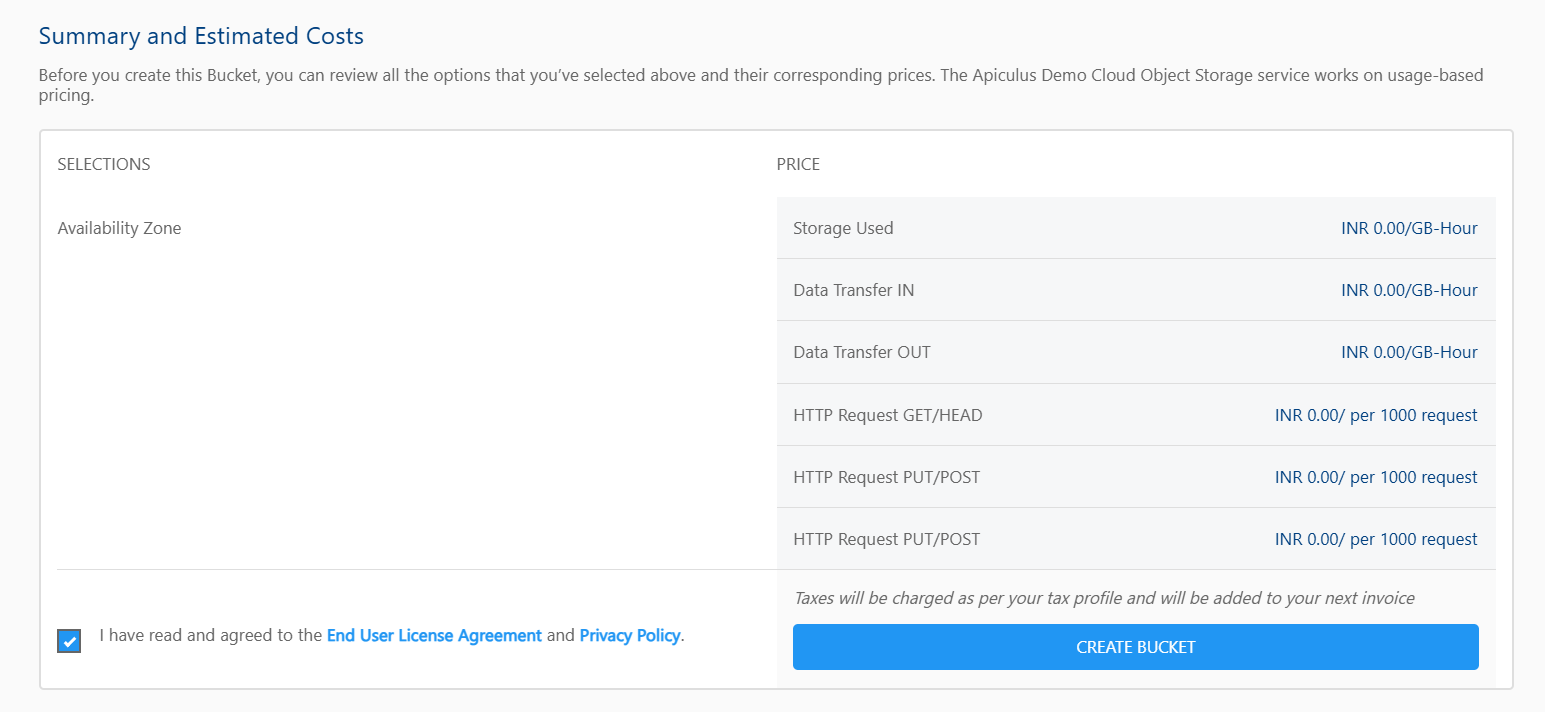 Summary and Estimated Costs
Before you create this Bucket, you can review all the options that you’ve selected above and their corresponding prices. The Apiculus Demo Cloud Object Storage service works on usage-based
pricing.
SELECTIONS
PRICE
Availability Zone
Storage Used INR 0.00/GB-Hour
Data Transfer IN INR 0.00/GB-Hour
Data Transfer OUT INR 0.00/GB-Hour
HTTP Request GET/HEAD INR 0.00/ per 1000 request
HTTP Request PUT/POST INR 0.00/ per 1000 request
HTTP Request PUT/POST INR 0.00/ per 1000 request
Taxes will be charged as per your tax profile and will be added to your next invoice
I have read and agreed to the End User License Agreement and Privacy Policy.
CREATE BUCKET